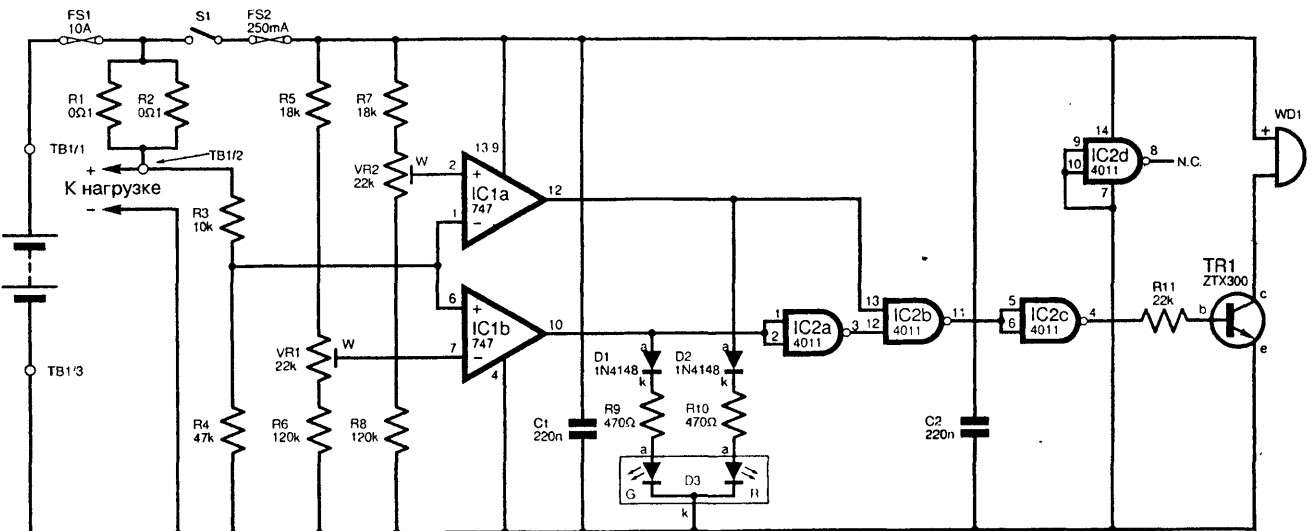 FS1
10A
S1
FS2
250mA
R1
0Ω1
R2
0Ω1
R5
18k
R7
18k
TB1/1
TB1/2
+
К нагрузке
−
R3
10k
VR2
22k
W
2
+
13 9
IC1a
747
12
1
−
6
+
IC1b
747
10
7
−
4
VR1
22k
W
TB1/3
R4
47k
R6
120k
R8
120k
C1
220n
D1
1N4148
a
k
D2
1N4148
a
k
R9
470Ω
R10
470Ω
a
a
G
D3
R
k
1
2
IC2a
4011
3
13
12
IC2b
4011
11
5
6
IC2c
4011
4
C2
220n
14
9
10
IC2d
4011
8
N.C.
7
WD1
+
R11
22k
TR1
ZTX300
b
c
e